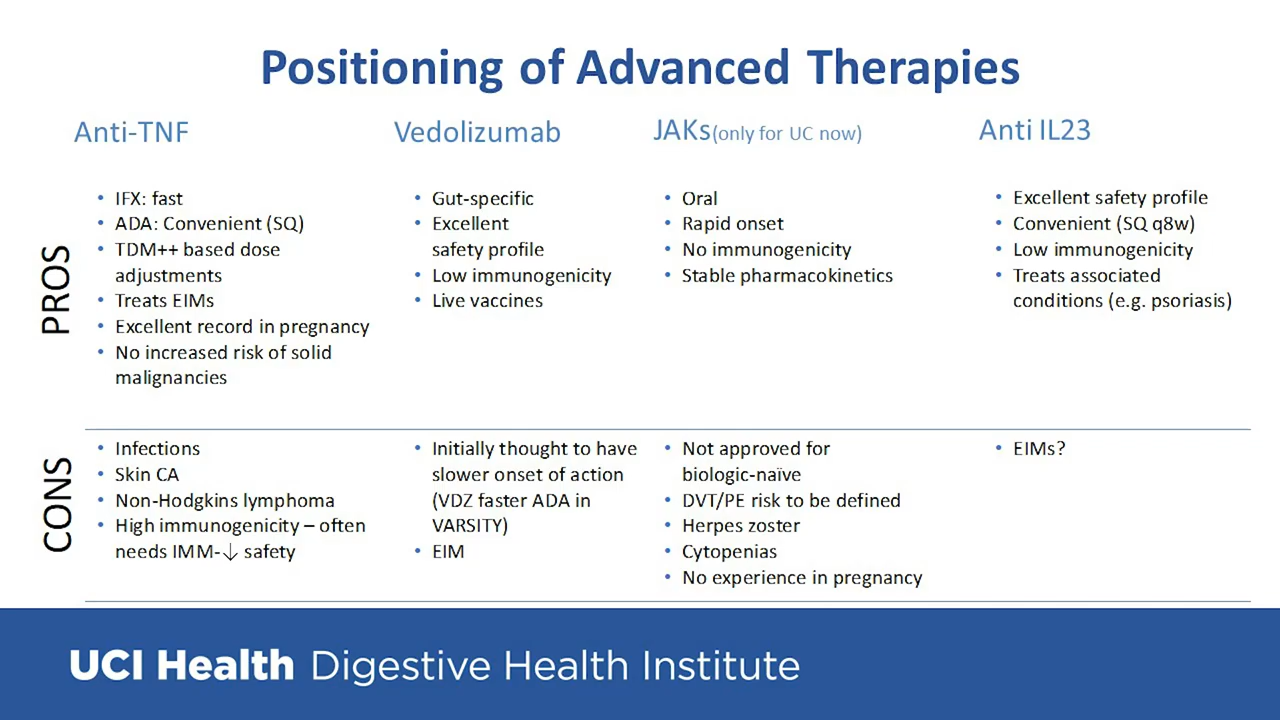 Positioning of Advanced Therapies
Anti-TNF
Vedolizumab
JAKs(only for UC now)
Anti IL23
PROS
• IFX: fast
• ADA: Convenient (SQ)
• TDM++ based dose
adjustments
• Treats EIMs
• Excellent record in pregnancy
• No increased risk of solid
malignancies
• Gut-specific
• Excellent
safety profile
• Low immunogenicity
• Live vaccines
• Oral
• Rapid onset
• No immunogenicity
• Stable pharmacokinetics
• Excellent safety profile
• Convenient (SQ q8w)
• Low immunogenicity
• Treats associated
conditions (e.g. psoriasis)
CONS
• Infections
• Skin CA
• Non-Hodgkins lymphoma
• High immunogenicity – often
needs IMM-↓ safety
• Initially thought to have
slower onset of action
(VDZ faster ADA in
VARSITY)
• EIM
• Not approved for
biologic-naïve
• DVT/PE risk to be defined
• Herpes zoster
• Cytopenias
• No experience in pregnancy
• EIMs?
UCI Health Digestive Health Institute